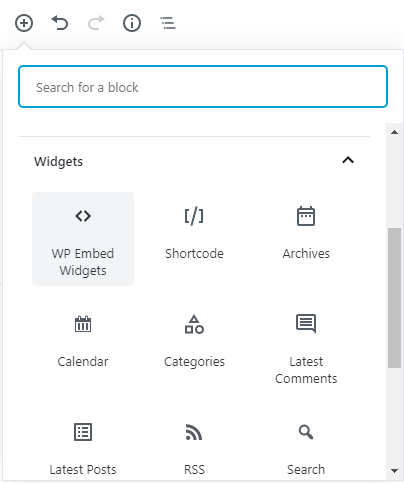 Search for a block
Widgets
WP Embed
Widgets
Shortcode
Archives
Calendar
Categories
Latest
Comments
Latest Posts
RSS
Search